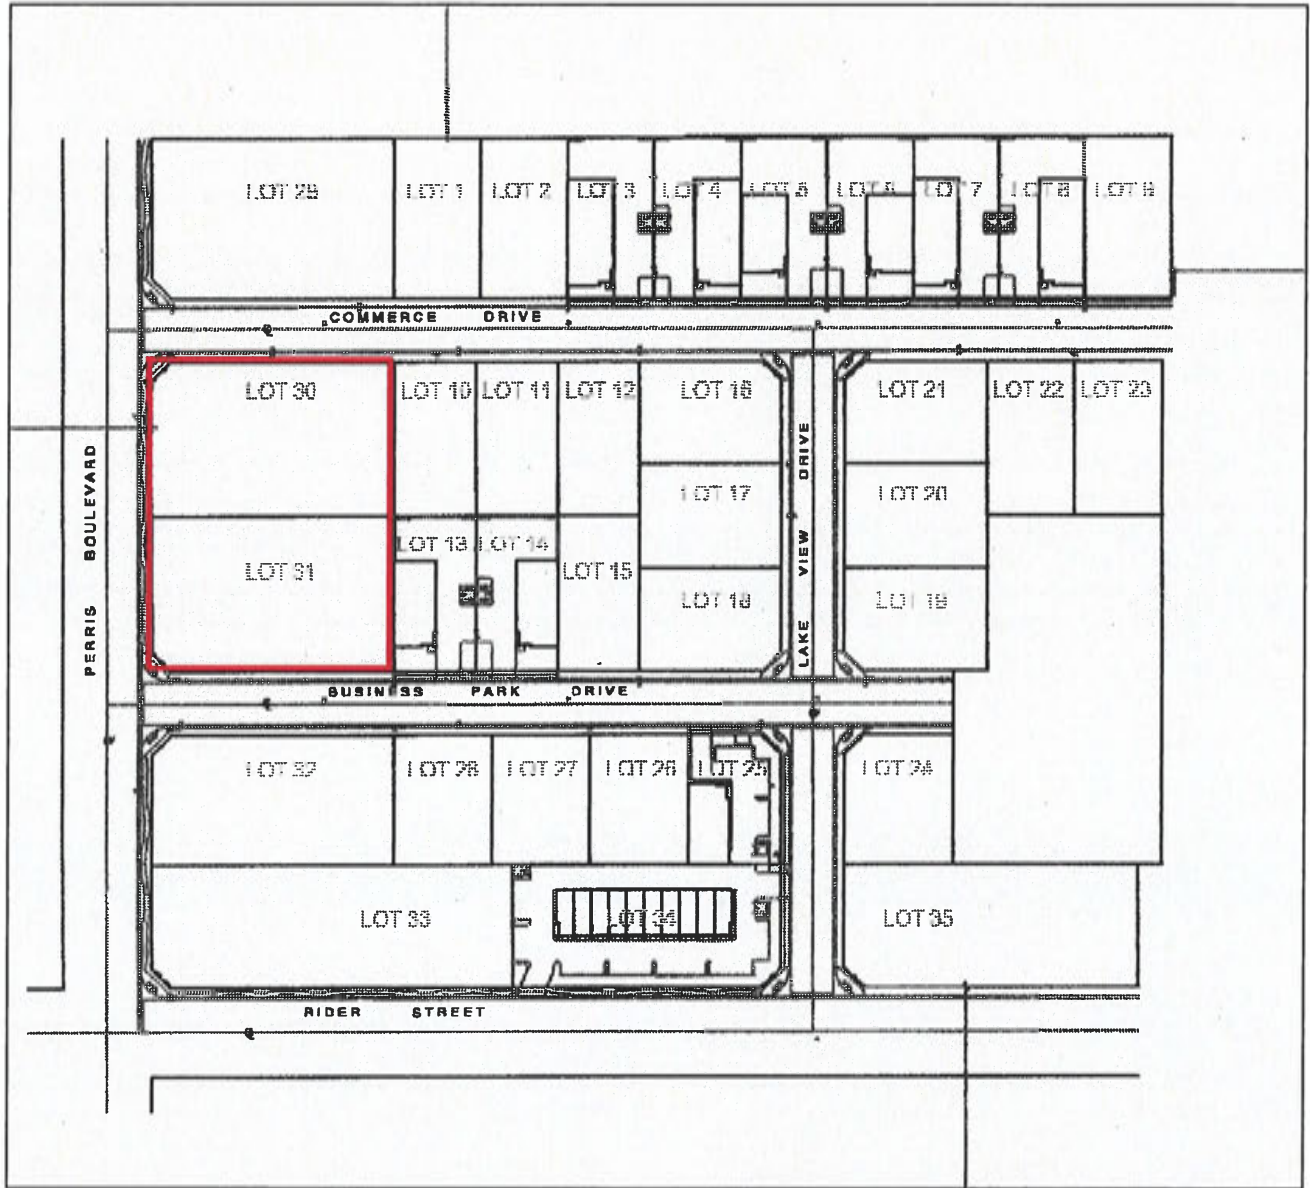 LOT 29 LOT 1 LOT 2 LOT 3 LOT 4 LOT 5 LOT 6 LOT 7 LOT 8 LOT 9
COMMERCE DRIVE
LOT 30 LOT 10 LOT 11 LOT 12 LOT 16 LOT 21 LOT 22 LOT 23
LOT 17 LOT 20
LOT 13 LOT 14
LOT 31 LOT 15
LOT 18 LOT 19
PERRIS BOULEVARD
LAKE VIEW DRIVE
BUSINESS PARK DRIVE
LOT 32 LOT 28 LOT 27 LOT 26 LOT 25 LOT 24
LOT 33 LOT 34 LOT 35
RIDER STREET